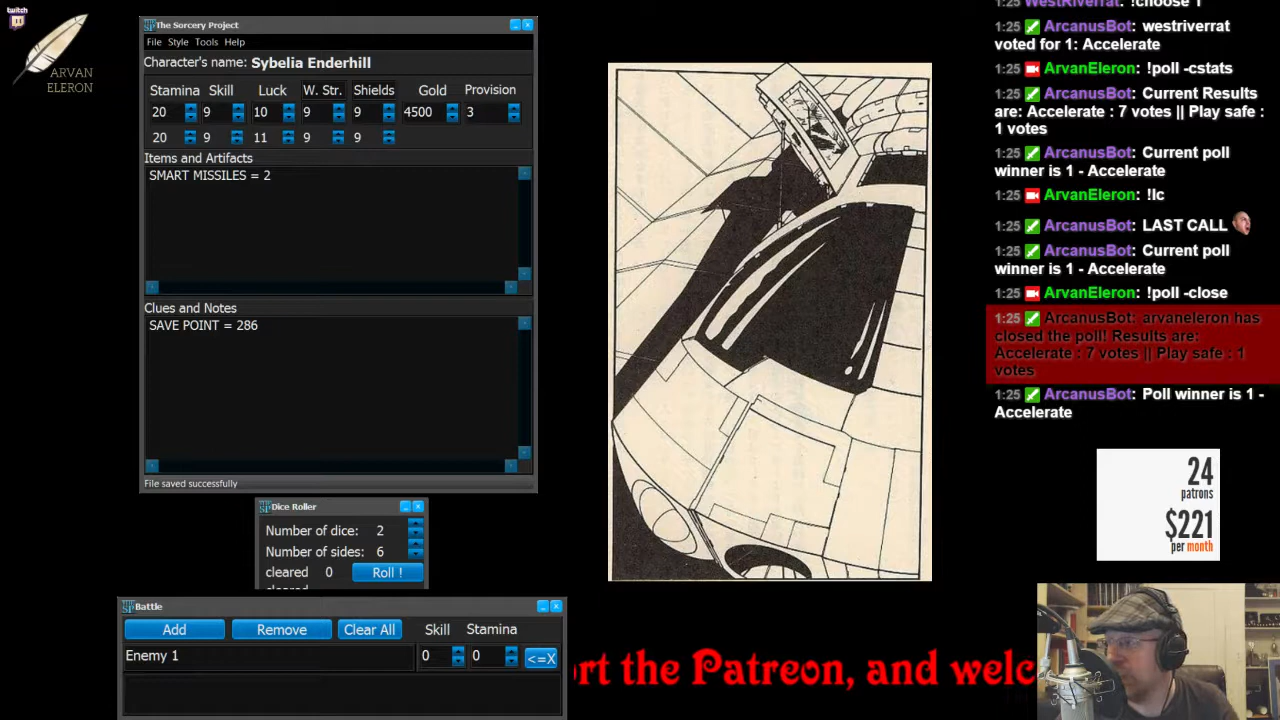 twitch
ARVAN
ELERON
The Sorcery Project
File Style Tools Help
Character's name: Sybelia Enderhill
Stamina Skill Luck W. Str. Shields Gold Provision
20 9 10 9 9 4500 3
20 9 11 9 9
Items and Artifacts
SMART MISSILES = 2
Clues and Notes
SAVE POINT = 286
File saved successfully
Dice Roller
Number of dice: 2
Number of sides: 6
cleared 0 Roll !
Battle
Add Remove Clear All Skill Stamina
Enemy 1 0 0 <=X
1:25 WestRiverrat: !choose 1
1:25 ArcanusBot: westriverrat
voted for 1: Accelerate
1:25 ArvanEleron: !poll -cstats
1:25 ArcanusBot: Current Results
are: Accelerate : 7 votes || Play safe :
1 votes
1:25 ArcanusBot: Current poll
winner is 1 - Accelerate
1:25 ArvanEleron: !lc
1:25 ArcanusBot: LAST CALL
1:25 ArcanusBot: Current poll
winner is 1 - Accelerate
1:25 ArvanEleron: !poll -close
1:25 ArcanusBot: arvaneleron has
closed the poll! Results are:
Accelerate : 7 votes || Play safe : 1
votes
1:25 ArcanusBot: Poll winner is 1 -
Accelerate
24
patrons
$221
per month
ort the Patreon, and welc